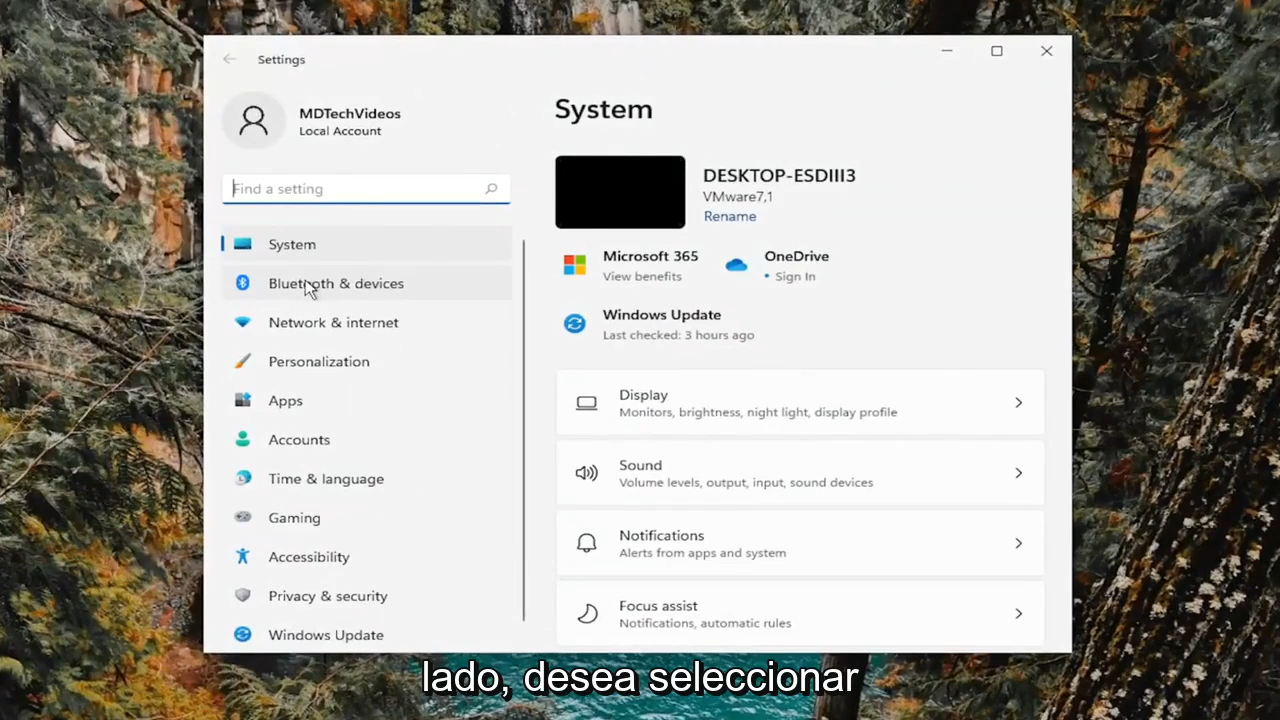 Settings
MDTechVideos
Local Account
Find a setting
System
Bluetooth & devices
Network & internet
Personalization
Apps
Accounts
Time & language
Gaming
Accessibility
Privacy & security
Windows Update
System
DESKTOP-ESDIII3
VMware7,1
Rename
Microsoft 365
View benefits
OneDrive
• Sign In
Windows Update
Last checked: 3 hours ago
Display
Monitors, brightness, night light, display profile
Sound
Volume levels, output, input, sound devices
Notifications
Alerts from apps and system
Focus assist
Notifications, automatic rules
lado, desea seleccionar